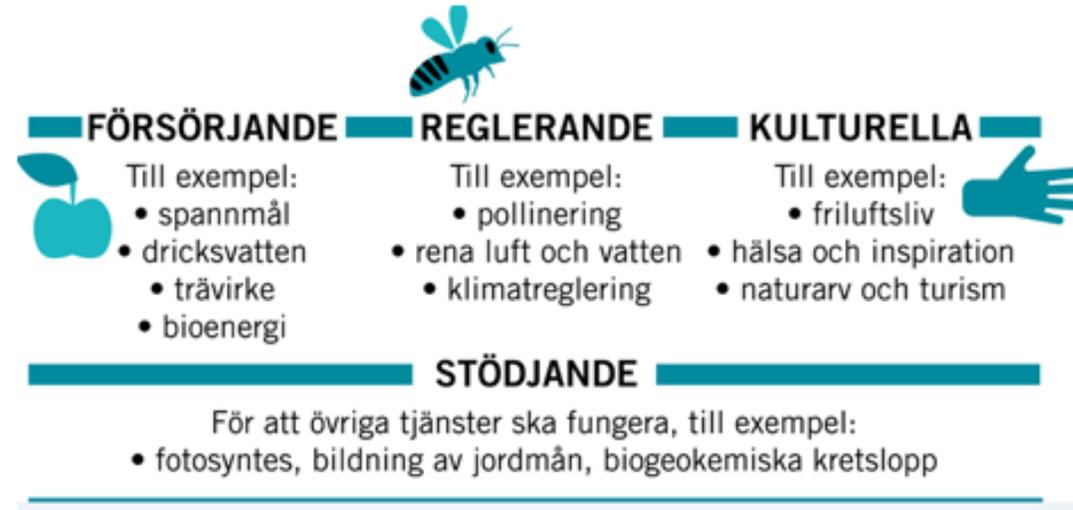 FÖRSÖRJANDE
Till exempel:
• spannmål
• dricksvatten
• trävirke
• bioenergi
REGLERANDE
Till exempel:
• pollinering
• rena luft och vatten
• klimatreglering
KULTURELLA
Till exempel:
• friluftsliv
• hälsa och inspiration
• naturarv och turism
STÖDJANDE
För att övriga tjänster ska fungera, till exempel:
• fotosyntes, bildning av jordmån, biogeokemiska kretslopp